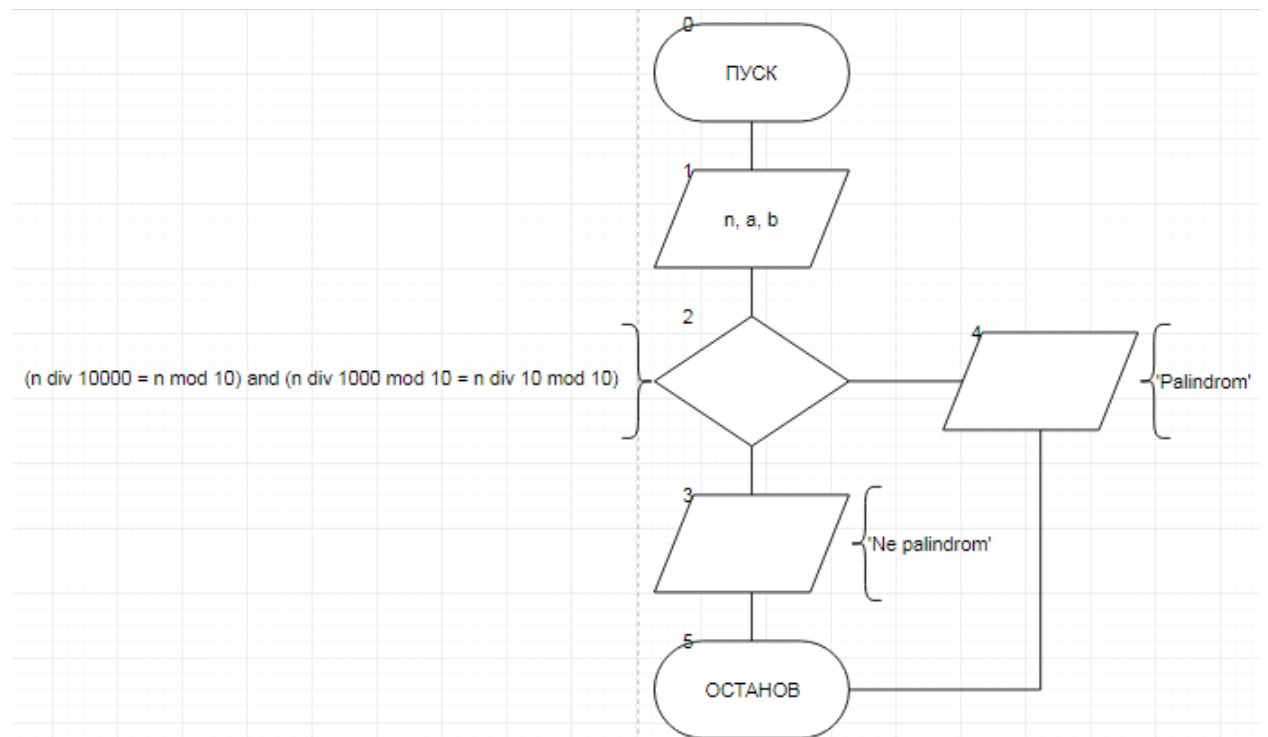 0
ПУСК
1
n, a, b
2
(n div 10000 = n mod 10) and (n div 1000 mod 10 = n div 10 mod 10)
4
'Palindrom'
3
'Ne palindrom'
5
ОСТАНОВ